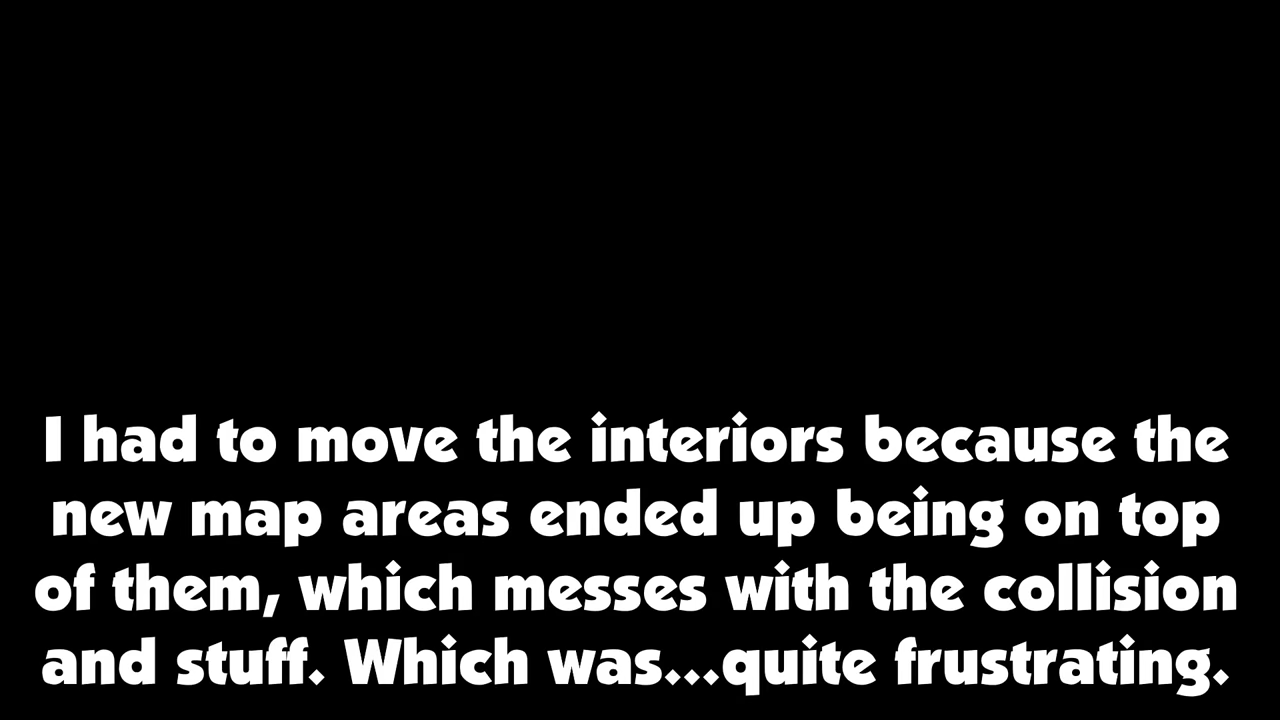 I had to move the interiors because the
new map areas ended up being on top
of them, which messes with the collision
and stuff. Which was...quite frustrating.